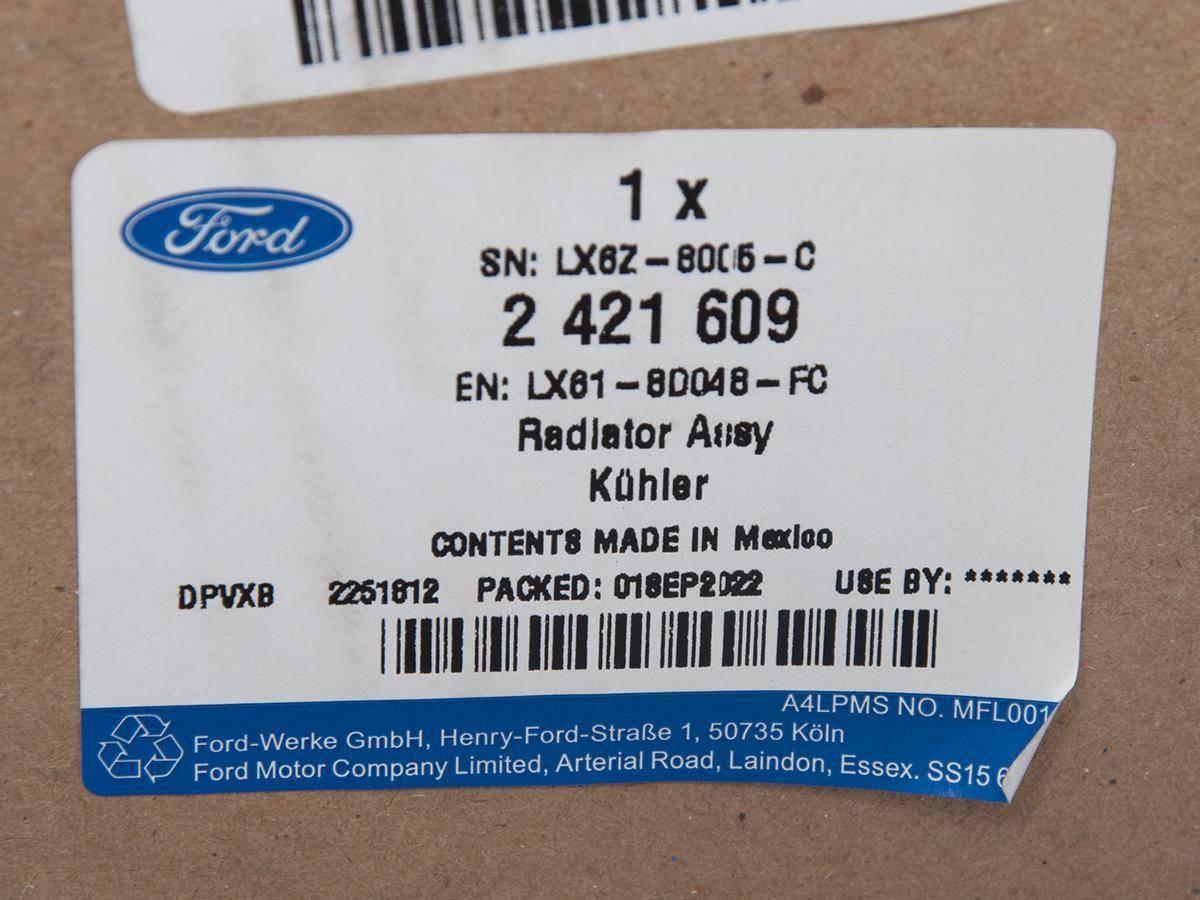 Ford
1 x
SN: LX6Z-8005-C
2 421 609
EN: LX61-8D048-FC
Radiator Assy
Kühler
CONTENTS MADE IN Mexico
DPVXB 2251812 PACKED: 01SEP2022 USE BY: *******
A4LPMS NO. MFL001
Ford-Werke GmbH, Henry-Ford-Straße 1, 50735 Köln
Ford Motor Company Limited, Arterial Road, Laindon, Essex. SS15 6